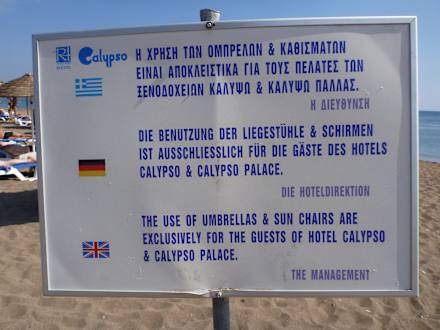 RH Calypso
Η ΧΡΗΣΗ ΤΩΝ ΟΜΠΡΕΛΩΝ & ΚΑΘΙΣΜΑΤΩΝ
ΕΙΝΑΙ ΑΠΟΚΛΕΙΣΤΙΚΑ ΓΙΑ ΤΟΥΣ ΠΕΛΑΤΕΣ ΤΩΝ
ΞΕΝΟΔΟΧΕΙΩΝ ΚΑΛΥΨΩ & ΚΑΛΥΨΩ ΠΑΛΛΑΣ.
Η ΔΙΕΥΘΥΝΣΗ
DIE BENUTZUNG DER LIEGESTÜHLE & SCHIRMEN
IST AUSSCHLIESSLICH FÜR DIE GÄSTE DES HOTELS
CALYPSO & CALYPSO PALACE.
DIE HOTELDIREKTION
THE USE OF UMBRELLAS & SUN CHAIRS ARE
EXCLUSIVELY FOR THE GUESTS OF HOTEL CALYPSO
& CALYPSO PALACE.
THE MANAGEMENT